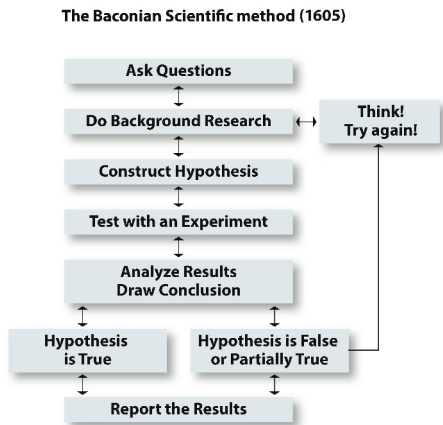 The Baconian Scientific method (1605)
Ask Questions
Do Background Research
Think!
Try again!
Construct Hypothesis
Test with an Experiment
Analyze Results
Draw Conclusion
Hypothesis
is True
Hypothesis is False
or Partially True
Report the Results